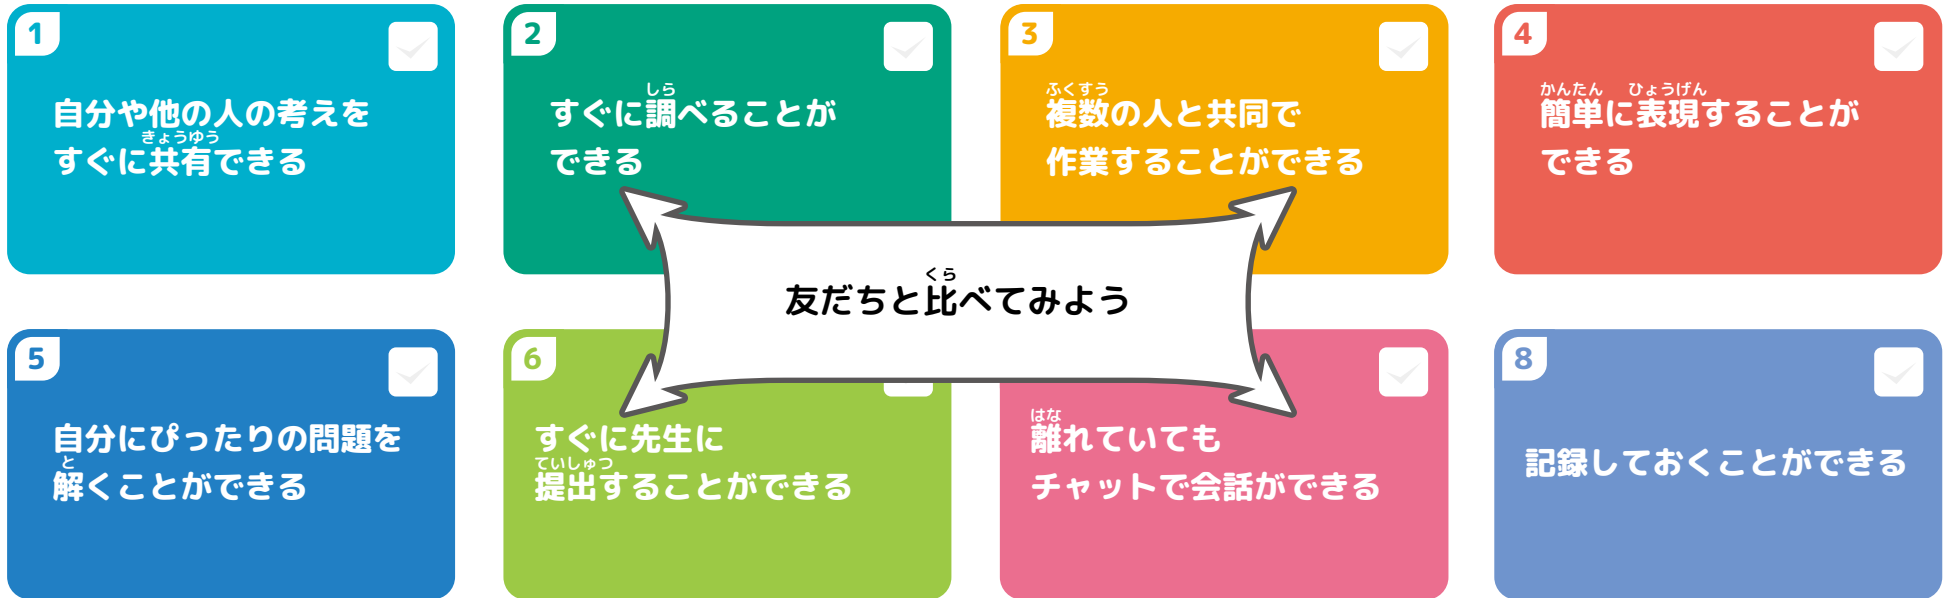 1
自分や他の人の考えを
きょうゆう
すぐに共有できる
2
しら
すぐに調べることが
できる
3
ふくすう
複数の人と共同で
作業することができる
4
かんたん ひょうげん
簡単に表現することが
できる
くら
友だちと比べてみよう
5
自分にぴったりの問題を
と
解くことができる
6
すぐに先生に
ていしゅつ
提出することができる
はな
離れていても
チャットで会話ができる
8
記録しておくことができる